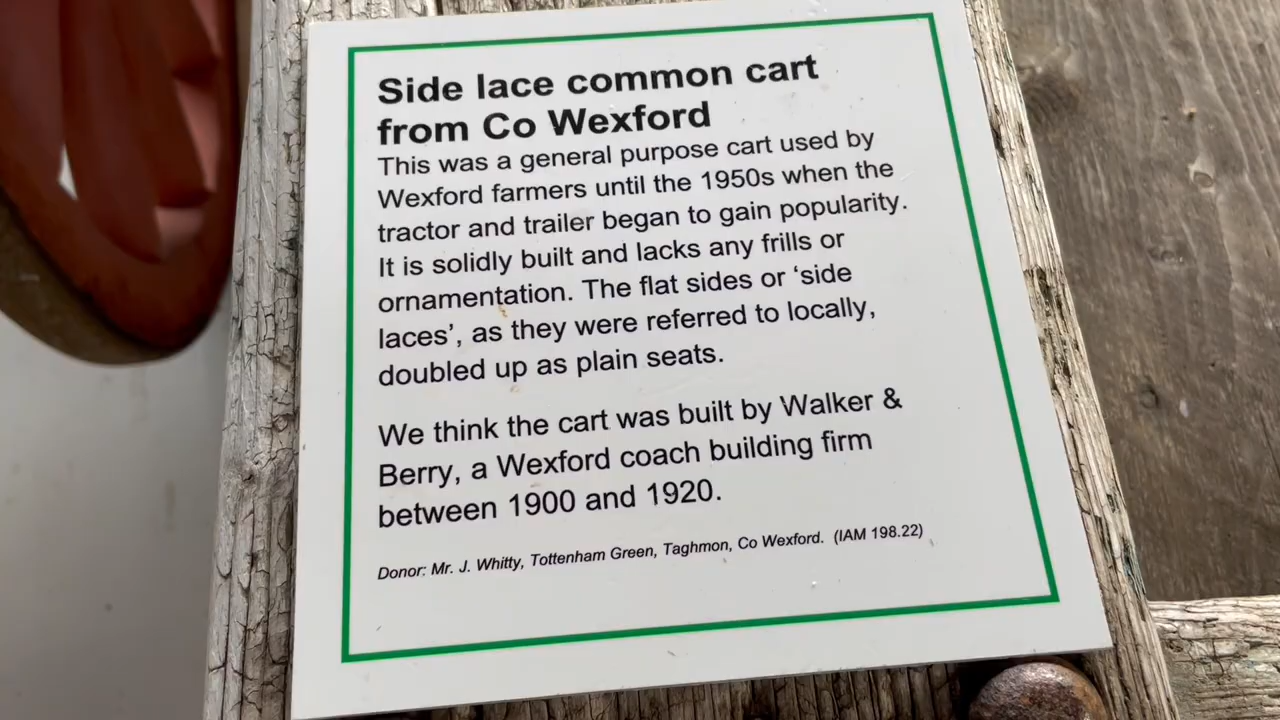 Side lace common cart
from Co Wexford
This was a general purpose cart used by
Wexford farmers until the 1950s when the
tractor and trailer began to gain popularity.
It is solidly built and lacks any frills or
ornamentation. The flat sides or ‘side
laces’, as they were referred to locally,
doubled up as plain seats.
We think the cart was built by Walker &
Berry, a Wexford coach building firm
between 1900 and 1920.
Donor: Mr. J. Whitty, Tottenham Green, Taghmon, Co Wexford. (IAM 198.22)